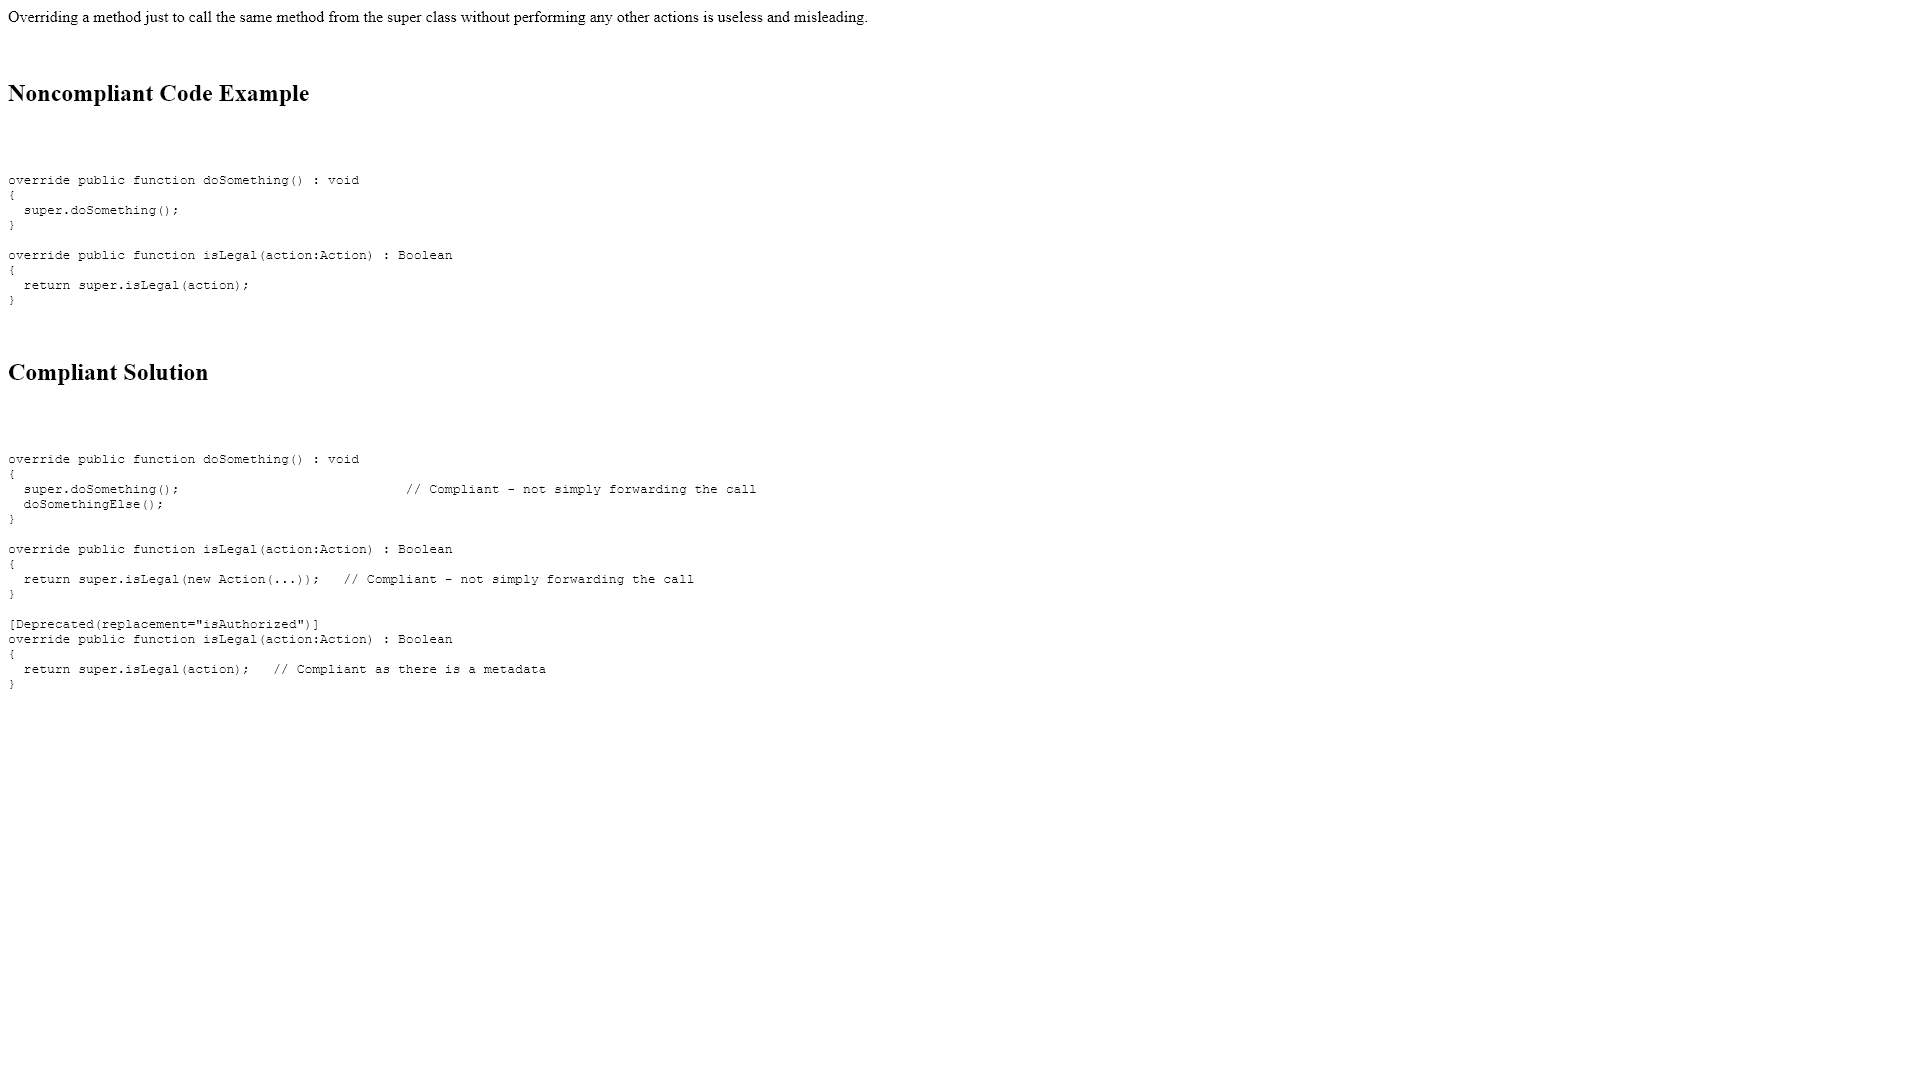 Overriding a method just to call the same method from the super class without performing any other actions is useless and misleading.
Noncompliant Code Example
override public function doSomething() : void
{
  super.doSomething();
}
override public function isLegal(action:Action) : Boolean
{
  return super.isLegal(action);
}
Compliant Solution
override public function doSomething() : void
{
  super.doSomething();                             // Compliant - not simply forwarding the call
  doSomethingElse();
}
override public function isLegal(action:Action) : Boolean
{
  return super.isLegal(new Action(...));   // Compliant - not simply forwarding the call
}
[Deprecated(replacement="isAuthorized")]
override public function isLegal(action:Action) : Boolean
{
  return super.isLegal(action);   // Compliant as there is a metadata
}